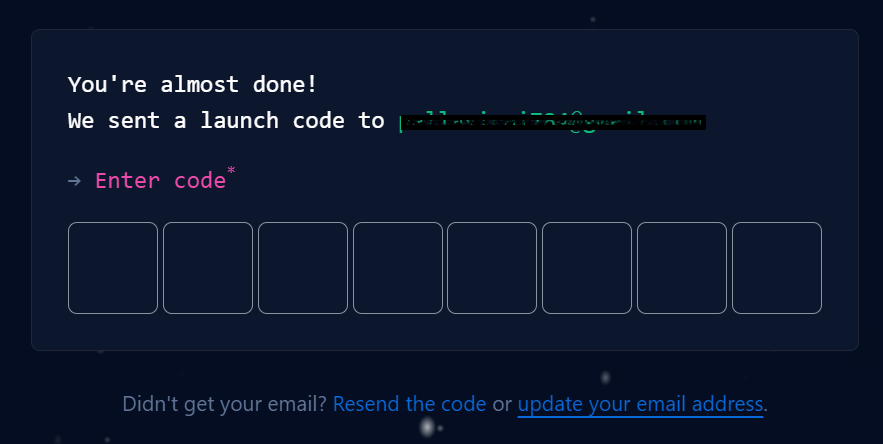 You're almost done!
We sent a launch code to
→ Enter code*
Didn't get your email? Resend the code or update your email address.